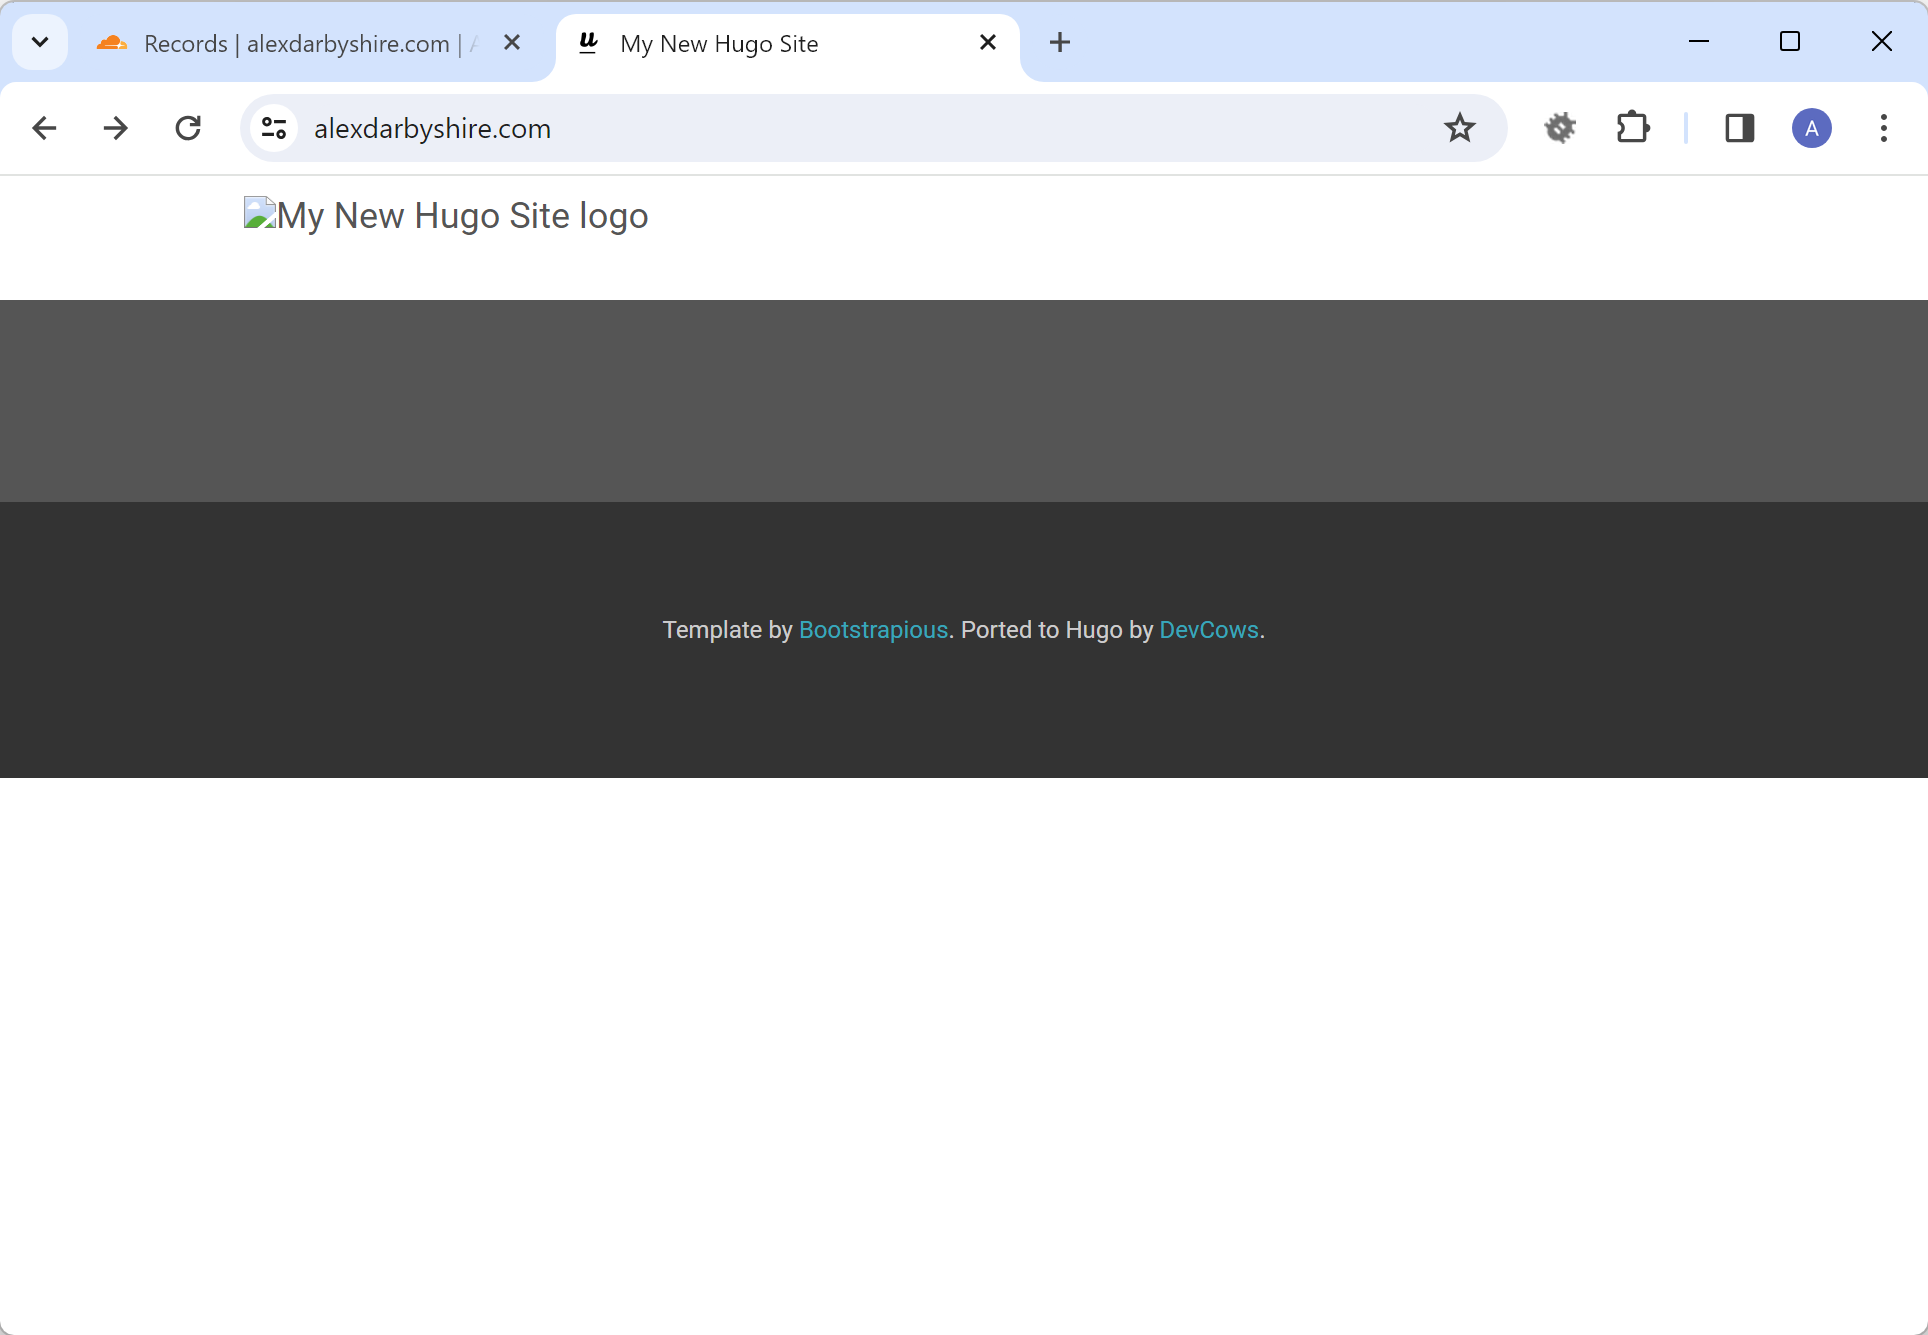 Records | alexdarbyshire.com |
My New Hugo Site
alexdarbyshire.com
A
My New Hugo Site logo
Template by Bootstrapious. Ported to Hugo by DevCows.